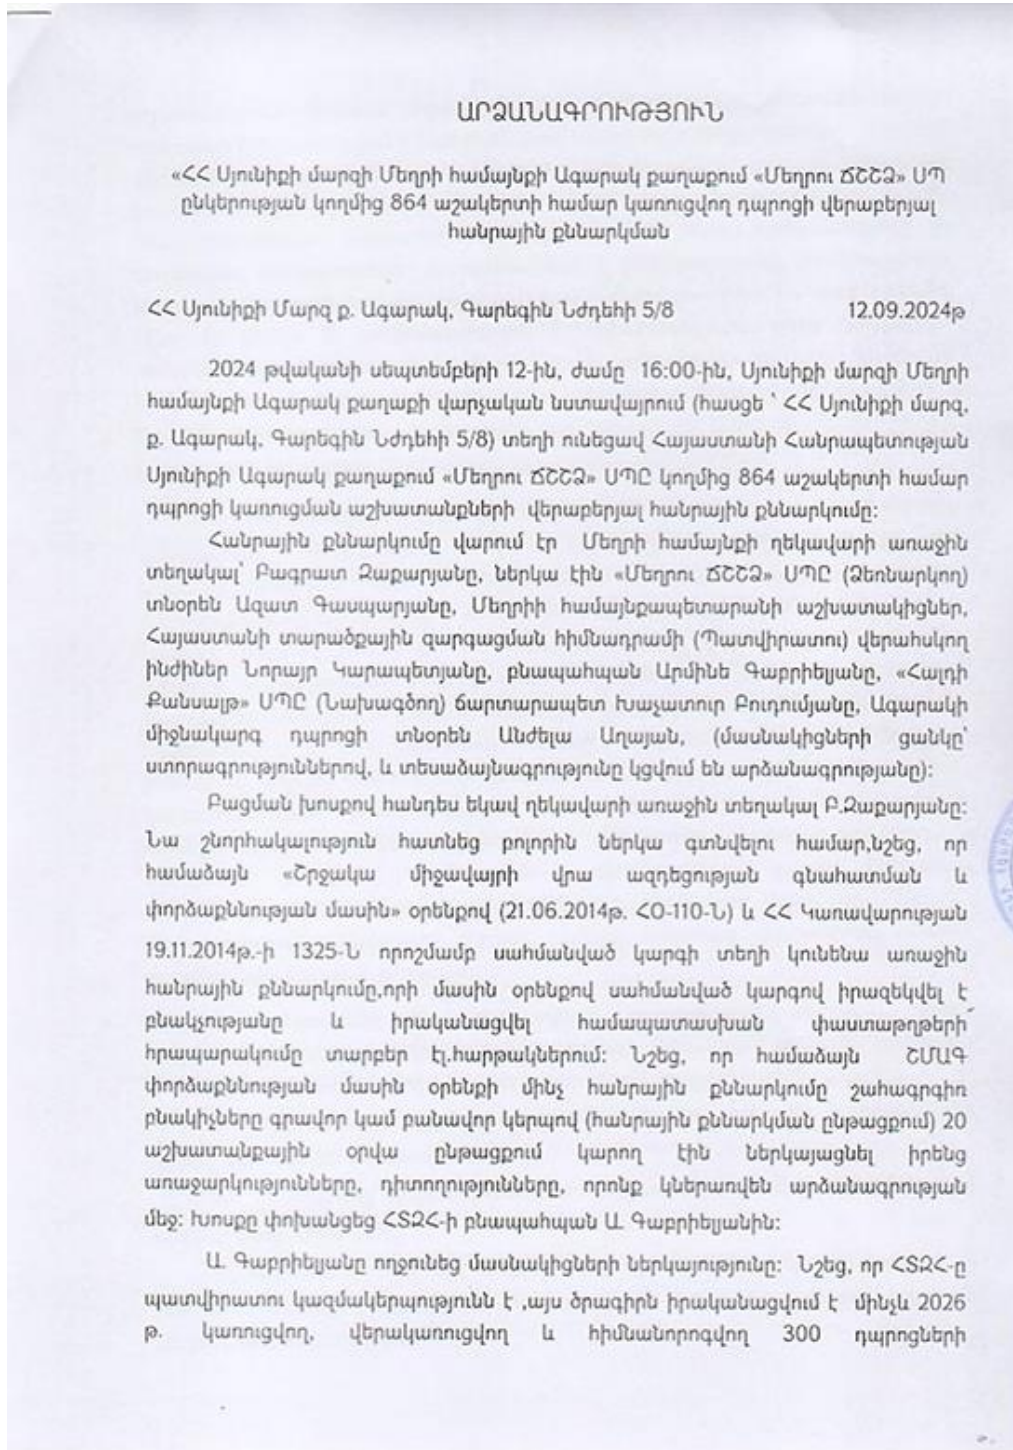 ԱՐՁԱՆԱԳՐՈՒԹՅՈՒՆ
«ՀՀ Սյունիքի մարզի Մեղրի համայնքի Ագարակ քաղաքում «Մեղրու ՃՇՇՁ» ՍՊ
ընկերության կողմից 864 աշակերտի համար կառուցվող դպրոցի վերաբերյալ
հանրային քննարկման
ՀՀ Սյունիքի Մարզ ք. Ագարակ, Գարեգին Նժդեհի 5/8 12.09.2024թ
2024 թվականի սեպտեմբերի 12-ին, ժամը 16:00-ին, Սյունիքի մարզի Մեղրի
համայնքի Ագարակ քաղաքի վարչական նստավայրում (հասցե ՝ ՀՀ Սյունիքի մարզ,
ք. Ագարակ, Գարեգին Նժդեհի 5/8) տեղի ունեցավ Հայաստանի Հանրապետության
Սյունիքի Ագարակ քաղաքում «Մեղրու ՃՇՇՁ» ՍՊԸ կողմից 864 աշակերտի համար
դպրոցի կառուցման աշխատանքների վերաբերյալ հանրային քննարկումը:
Հանրային քննարկումը վարում էր Մեղրի համայնքի ղեկավարի առաջին
տեղակալ՝ Բագրատ Զաքարյանը, ներկա էին «Մեղրու ՃՇՇՁ» ՍՊԸ (Ձեռնարկող)
տնօրեն Ազատ Գասպարյանը, Մեղրիի համայնքապետարանի աշխատակիցներ,
Հայաստանի տարածքային զարգացման հիմնադրամի (Պատվիրատու) վերահսկող
ինժիներ Նորայր Կարապետյանը, բնապահպան Արմինե Գաբրիելյանը, «Հալդի
Քանսալթ» ՍՊԸ (Նախագծող) ճարտարապետ Խաչատուր Բուդումյանը, Ագարակի
միջնակարգ դպրոցի տնօրեն Անժելա Աղայան, (մասնակիցների ցանկը՝
ստորագրություններով, և տեսաձայնագրությունը կցվում են արձանագրությանը):
Բացման խոսքով հանդես եկավ ղեկավարի առաջին տեղակալ Բ.Զաքարյանը:
Նա շնորհակալություն հատնեց բոլորին ներկա գտնվելու համար,նշեց, որ
համաձայն «Շրջակա միջավայրի վրա ազդեցության գնահատման և
փորձաքննության մասին» օրենքով (21.06.2014թ. ՀՕ-110-Ն) և ՀՀ Կառավարության
19.11.2014թ.-ի 1325-Ն որոշմամբ սահմանված կարգի տեղի կունենա առաջին
հանրային քննարկումը,որի մասին օրենքով սահմանված կարգով իրազեկվել է
բնակչությանը և իրականացվել համապատասխան փաստաթղթերի
հրապարակումը տարբեր էլ.հարթակներում: Նշեց, որ համաձայն ՇՄԱԳ
փորձաքննության մասին օրենքի մինչ հանրային քննարկումը շահագրգիռ
բնակիչները գրավոր կամ բանավոր կերպով (հանրային քննարկման ընթացքում) 20
աշխատանքային օրվա ընթացքում կարող էին ներկայացնել իրենց
առաջարկությունները, դիտողությունները, որոնք կներառվեն արձանագրության
մեջ: Խոսքը փոխանցեց ՀՏԶՀ-ի բնապահպան Ա. Գաբրիելյանին:
Ա. Գաբրիելյանը ողջունեց մասնակիցների ներկայությունը: Նշեց, որ ՀՏԶՀ-ը
պատվիրատու կազմակերպությունն է ,այս ծրագիրն իրականացվում է մինչև 2026
թ. կառուցվող, վերակառուցվող և հիմնանորոգվող 300 դպրոցների